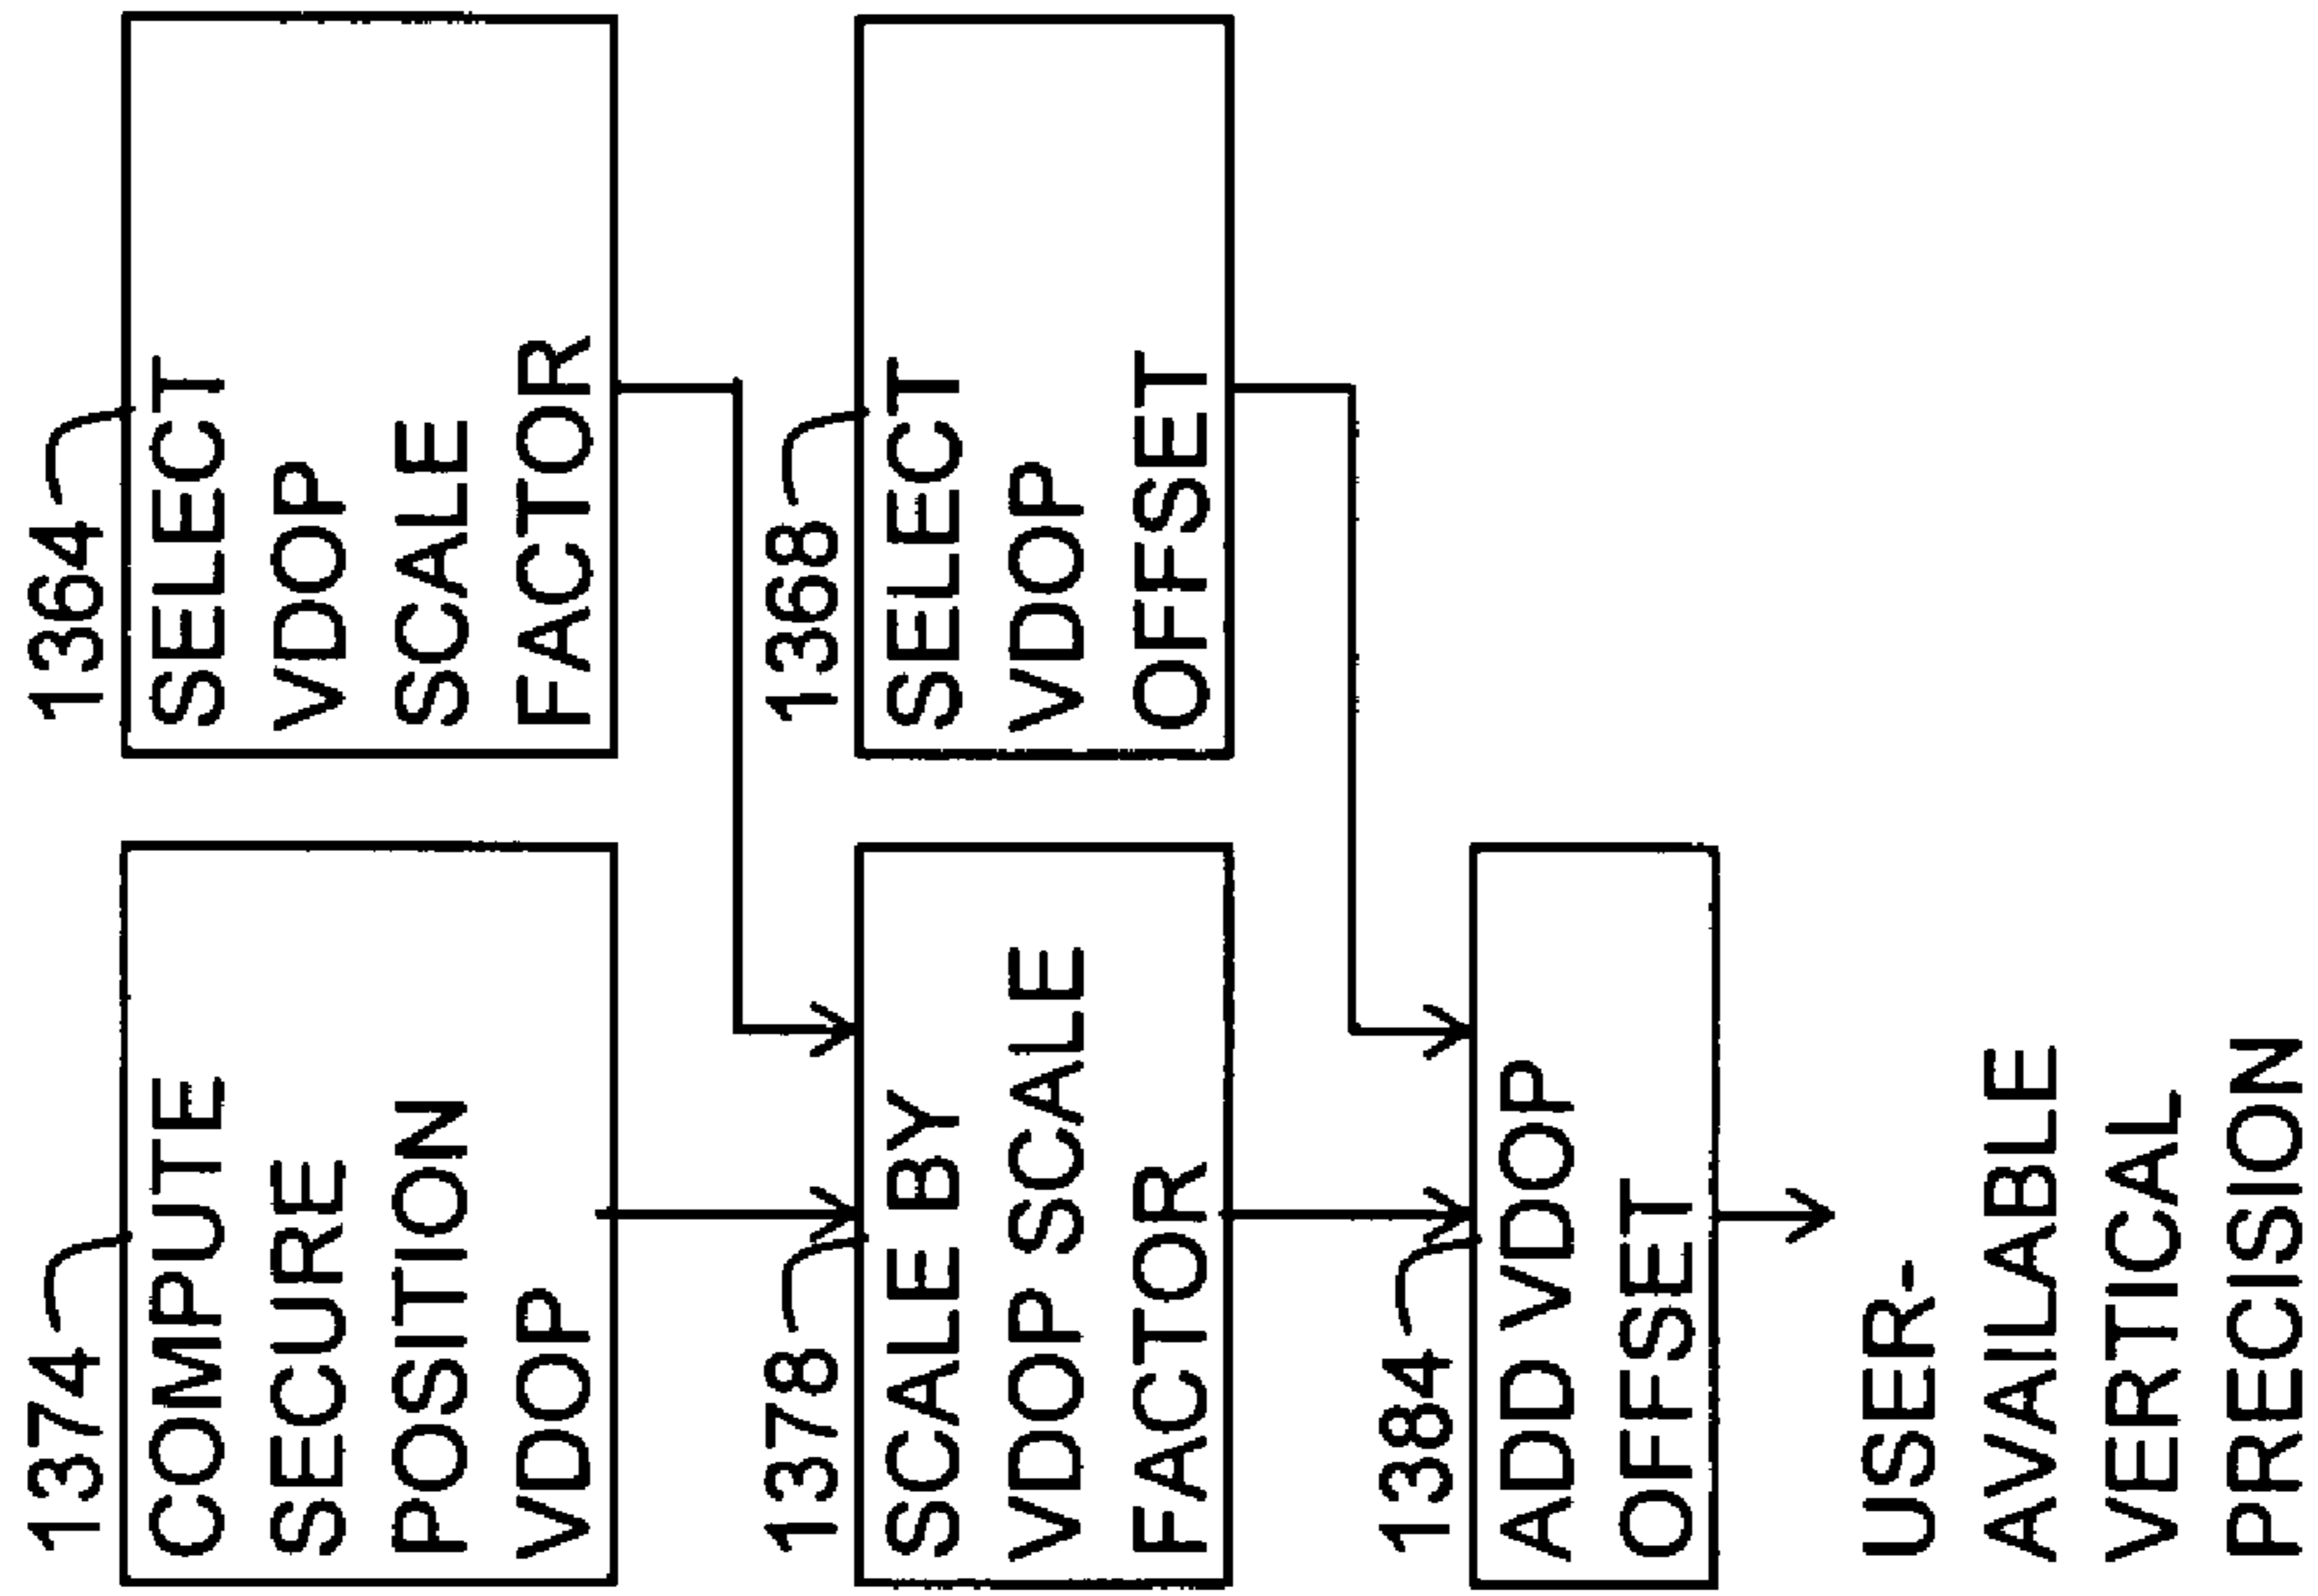 1374
COMPUTE
SECURE
POSITION
VDOP
1364
SELECT
VDOP
SCALE
FACTOR
1378
SCALE BY
VDOP SCALE
FACTOR
1368
SELECT
VDOP
OFFSET
1384
ADD VDOP
OFFSET
USER-
AVAILABLE
VERTICAL
PRECISION